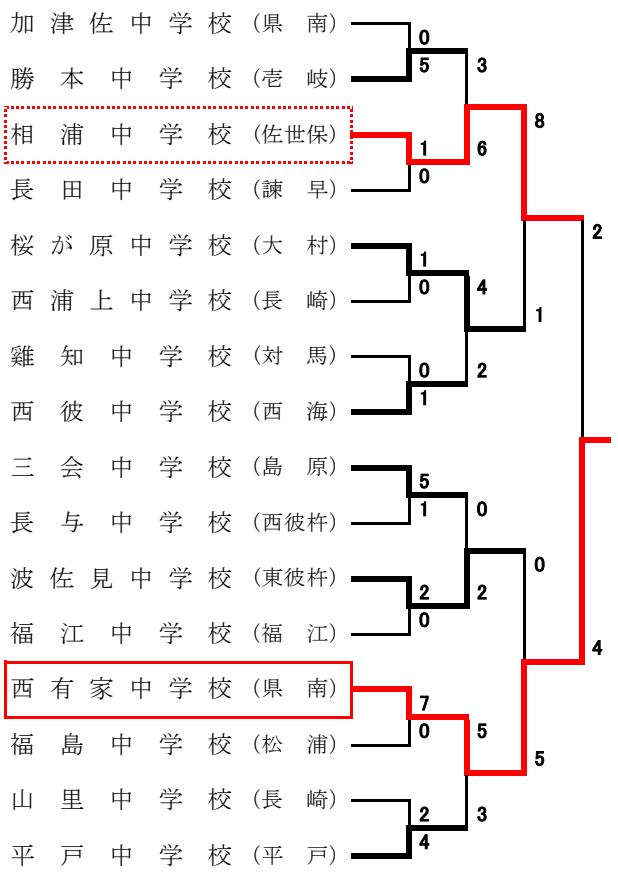 加津佐中学校（県　南）
0
5
3
勝本中学校（壱　岐）
8
相浦中学校（佐世保）
1
6
0
長田中学校（諫　早）
2
桜が原中学校（大　村）
1
0
4
西浦上中学校（長　崎）
1
雞知中学校（対　馬）
0
2
1
西彼中学校（西　海）
三会中学校（島　原）
5
1
0
長与中学校（西彼杵）
0
波佐見中学校（東彼杵）
2
2
0
福江中学校（福　江）
4
西有家中学校（県　南）
7
0
5
福島中学校（松　浦）
5
山里中学校（長　崎）
2
3
4
平戸中学校（平　戸）